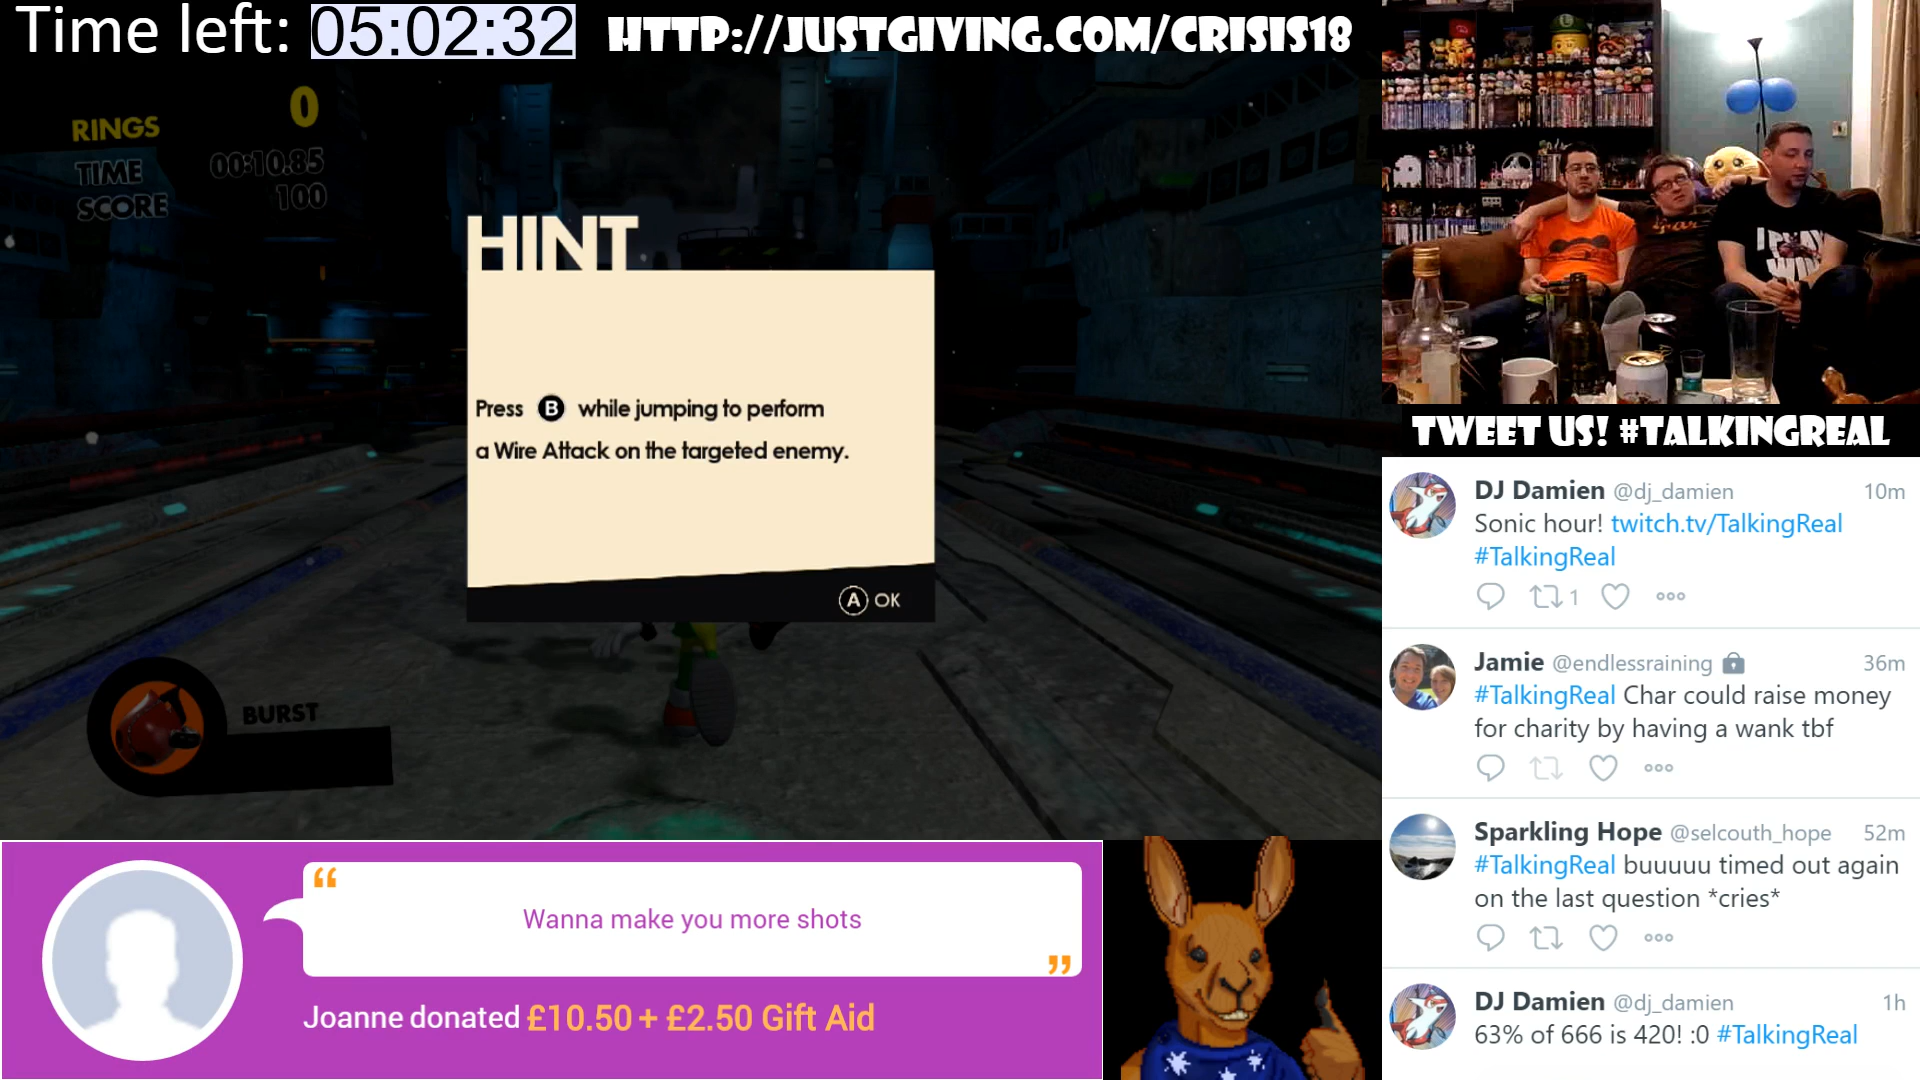 Time left: 05:02:32
HTTP://JUSTGIVING.COM/CRISIS18
RINGS 0
TIME 00:10.85
SCORE 100
HINT
Press B while jumping to perform
a Wire Attack on the targeted enemy.
A OK
BURST
I PLAY
WIN
TWEET US! #TALKINGREAL
DJ Damien @dj_damien 10m
Sonic hour! twitch.tv/TalkingReal
#TalkingReal
1
Jamie @endlessraining 36m
#TalkingReal Char could raise money
for charity by having a wank tbf
Sparkling Hope @selcouth_hope 52m
#TalkingReal buuuuu timed out again
on the last question *cries*
DJ Damien @dj_damien 1h
63% of 666 is 420! :0 #TalkingReal
“
Wanna make you more shots
”
Joanne donated £10.50 + £2.50 Gift Aid